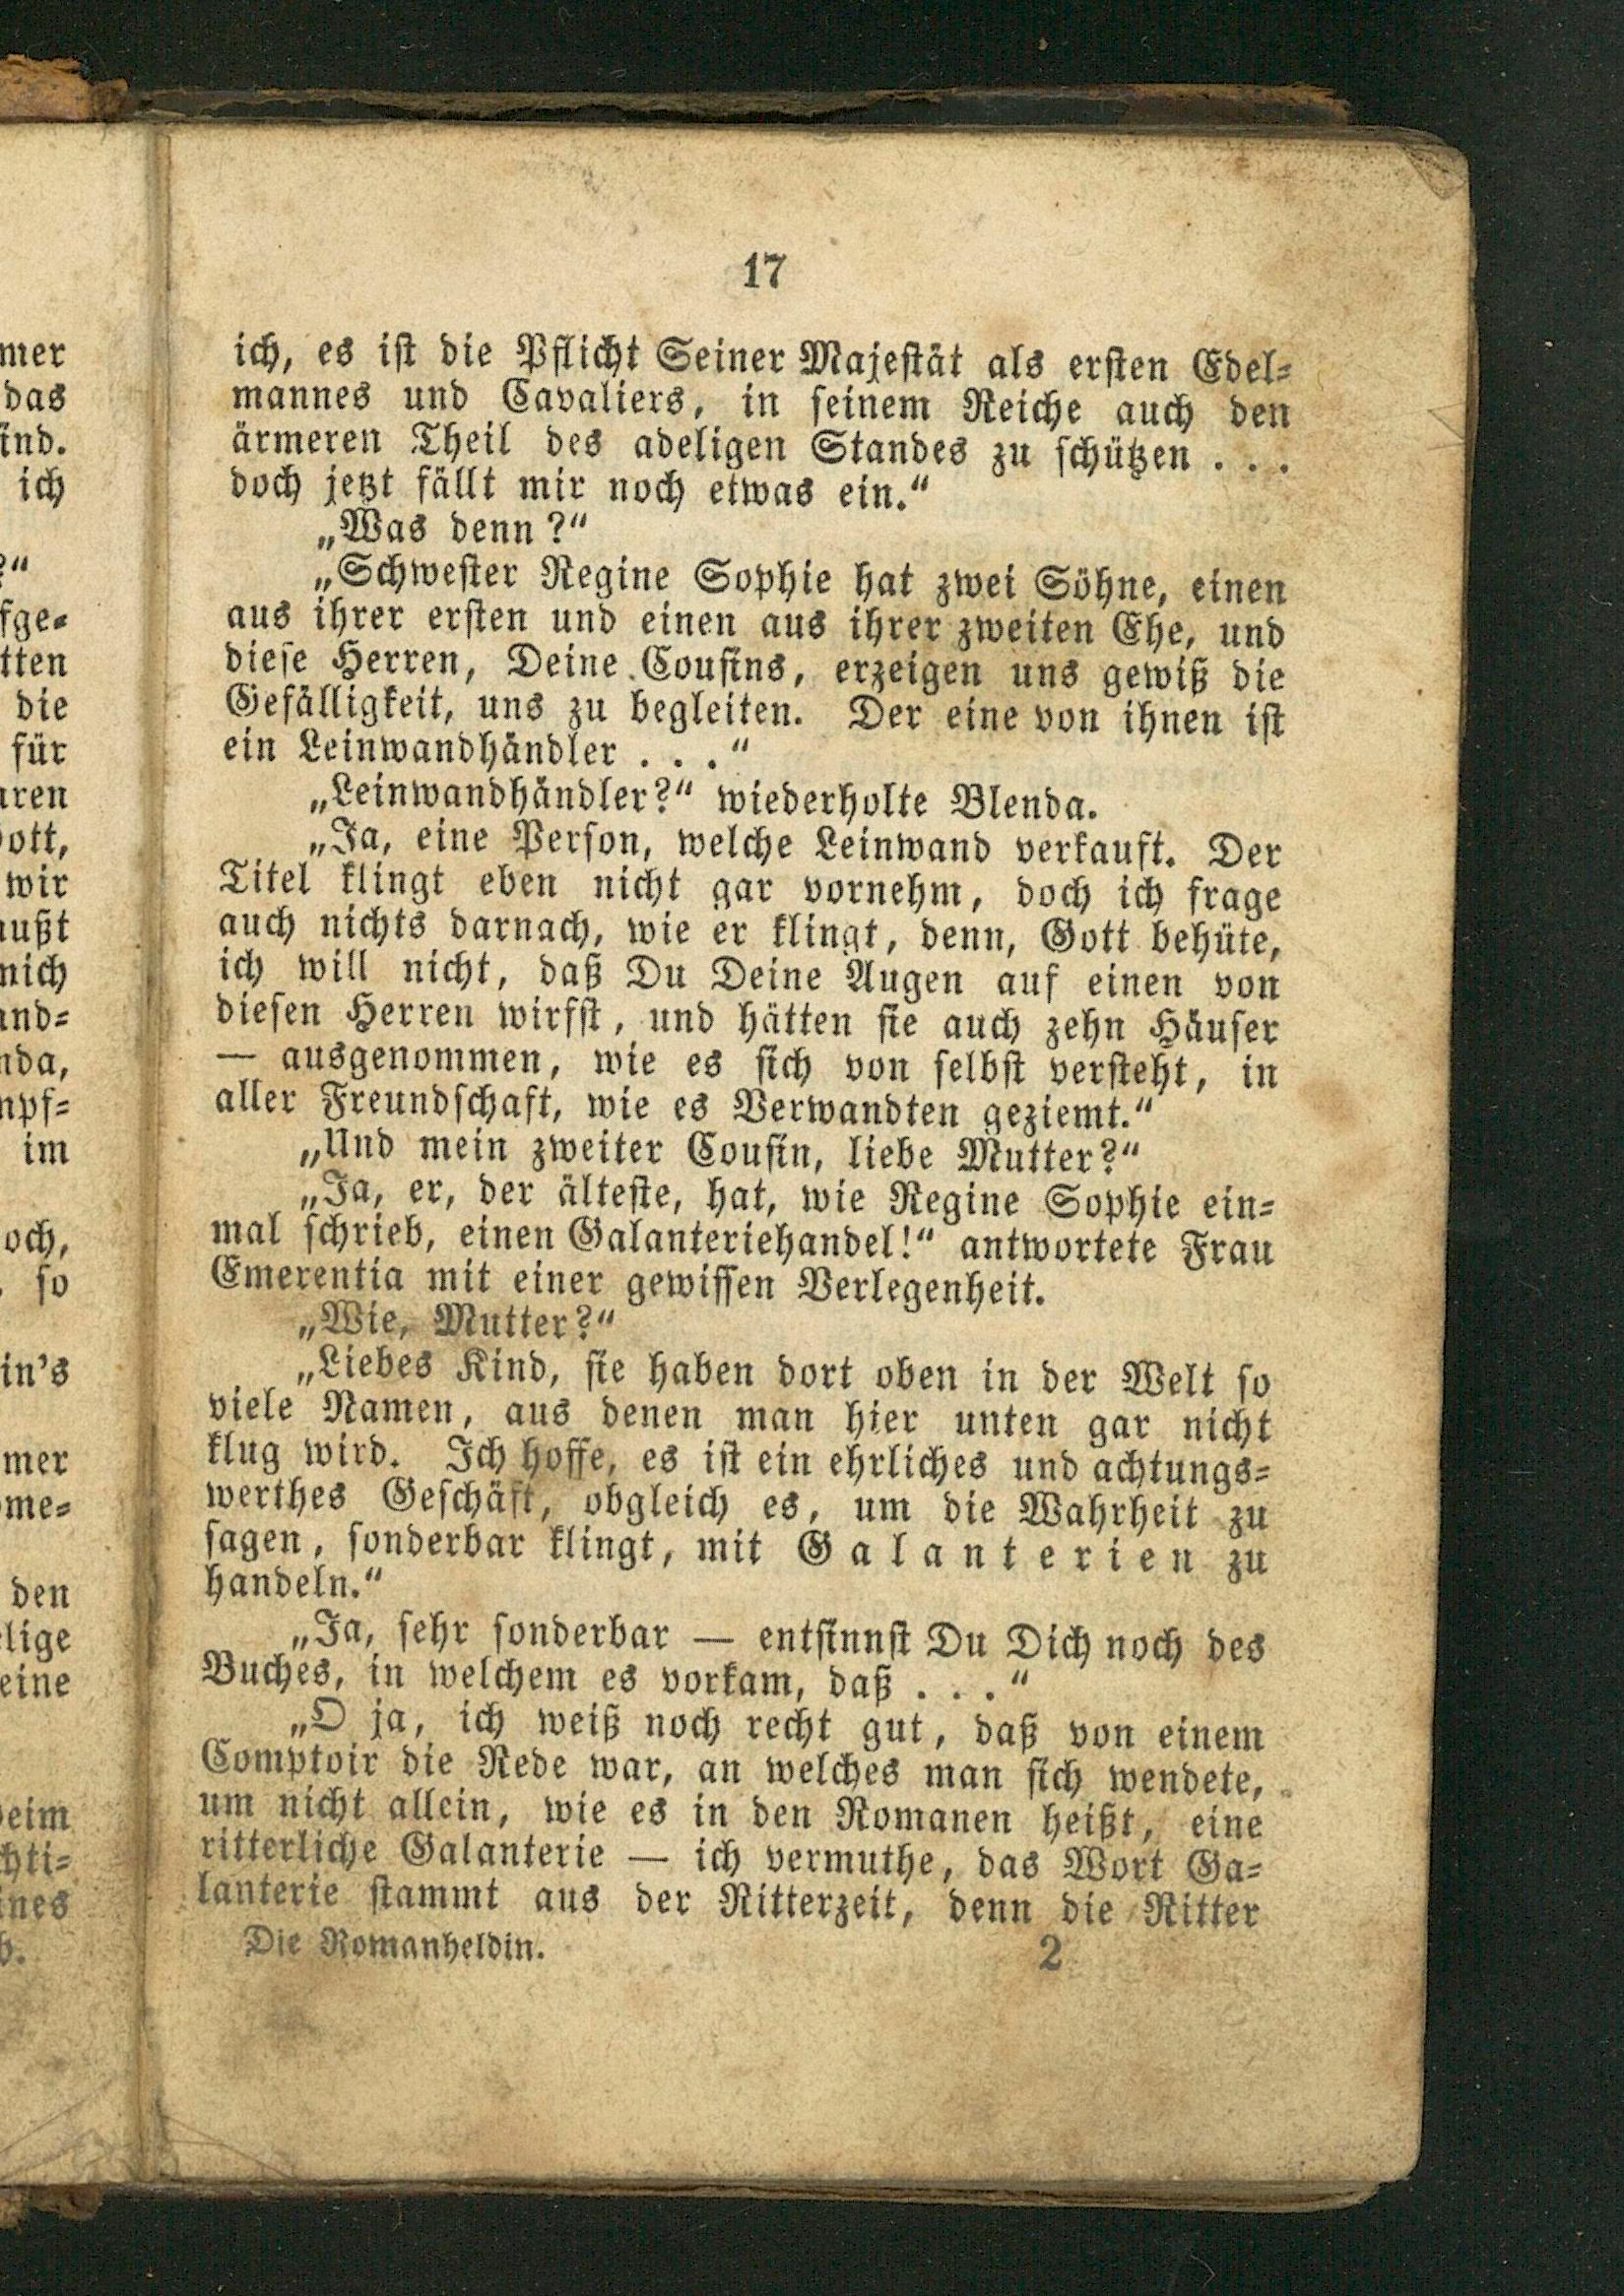 17
ich, es ist die Pflicht Seiner Majestät als ersten Edel-
mannes und Cavaliers, in seinem Reiche auch den
ärmeren Theil des adeligen Standes zu schützen . . .
doch jetzt fällt mir noch etwas ein.“
„Was denn?“
„Schwester Regine Sophie hat zwei Söhne, einen
aus ihrer ersten und einen aus ihrer zweiten Ehe, und
diese Herren, Deine Cousins, erzeigen uns gewiß die
Gefälligkeit, uns zu begleiten. Der eine von ihnen ist
ein Leinwandhändler . . .“
„Leinwandhändler?“ wiederholte Blenda.
„Ja, eine Person, welche Leinwand verkauft. Der
Titel klingt eben nicht gar vornehm, doch ich frage
auch nichts darnach, wie er klingt, denn, Gott behüte,
ich will nicht, daß Du Deine Augen auf einen von
diesen Herren wirfst, und hätten sie auch zehn Häuser
— ausgenommen, wie es sich von selbst versteht, in
aller Freundschaft, wie es Verwandten geziemt.“
„Und mein zweiter Cousin, liebe Mutter?“
„Ja, er, der älteste, hat, wie Regine Sophie ein-
mal schrieb, einen Galanteriehandel!“ antwortete Frau
Emerentia mit einer gewissen Verlegenheit.
„Wie, Mutter?“
„Liebes Kind, sie haben dort oben in der Welt so
viele Namen, aus denen man hier unten gar nicht
klug wird. Ich hoffe, es ist ein ehrliches und achtungs-
werthes Geschäft, obgleich es, um die Wahrheit zu
sagen, sonderbar klingt, mit Galanterien zu
handeln.“
„Ja, sehr sonderbar — entsinnst Du Dich noch des
Buches, in welchem es vorkam, daß . . .“
„O ja, ich weiß noch recht gut, daß von einem
Comptoir die Rede war, an welches man sich wendete,
um nicht allein, wie es in den Romanen heißt, eine
ritterliche Galanterie — ich vermuthe, das Wort Ga-
lanterie stammt aus der Ritterzeit, denn die Ritter
Die Romanheldin. 2